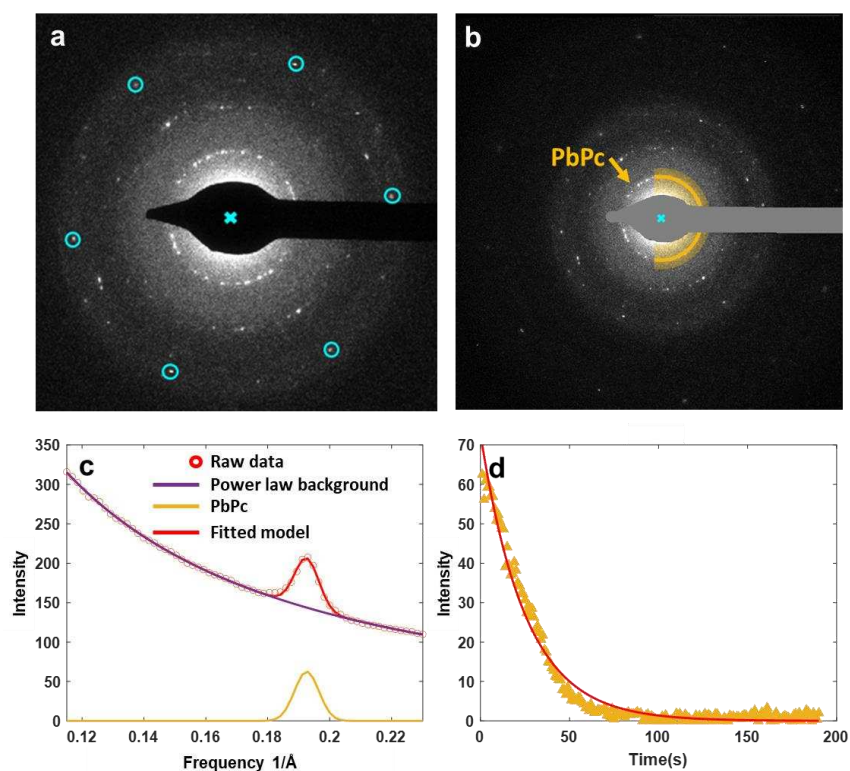 a
b
PbPc
c
Raw data
Power law background
PbPc
Fitted model
350
300
250
200
150
100
50
0
0.12
0.14
0.16
0.18
0.2
0.22
Intensity
Frequency 1/Å
d
70
60
50
40
30
20
10
0
0
50
100
150
200
Intensity
Time(s)